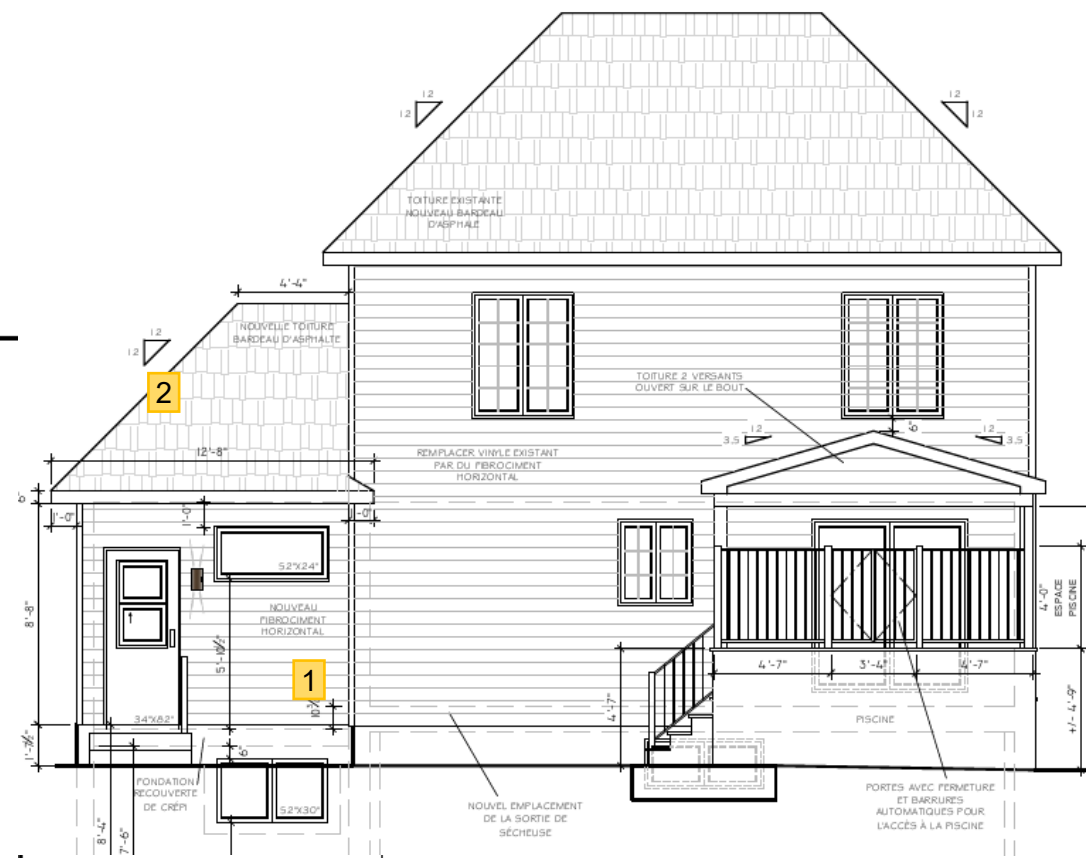 12
12
12
12
TOITURE EXISTANTE
NOUVEAU BARDEAU
D'ASPHALE
4'-4"
NOUVELLE TOITURE
BARDEAU D'ASPHALTE
12
12
2
TOITURE 2 VERSANTS
OUVERT SUR LE BOUT
6"
12
3.5
12
3.5
12'-8"
REMPLACER VINYLE EXISTANT
PAR DU FIBROCIMENT
HORIZONTAL
6"
1'-0"
1'-0"
52"X24"
NOUVEAU
FIBROCIMENT
HORIZONTAL
8'-8"
5'-10½"
1
4'-0"
ESPACE
PISCINE
4'-7"
3'-4"
4'-7"
4'-7"
34"X82"
PISCINE
+/- 4'-9"
1'-7½"
6"
FONDATION
RECOUVERTE
DE CRÉPI
52"X30"
NOUVEL EMPLACEMENT
DE LA SORTIE DE
SÉCHEUSE
PORTES AVEC FERMETURE
ET BARRURES
AUTOMATIQUES POUR
L'ACCÈS À LA PISCINE
8'-4"
7'-6"